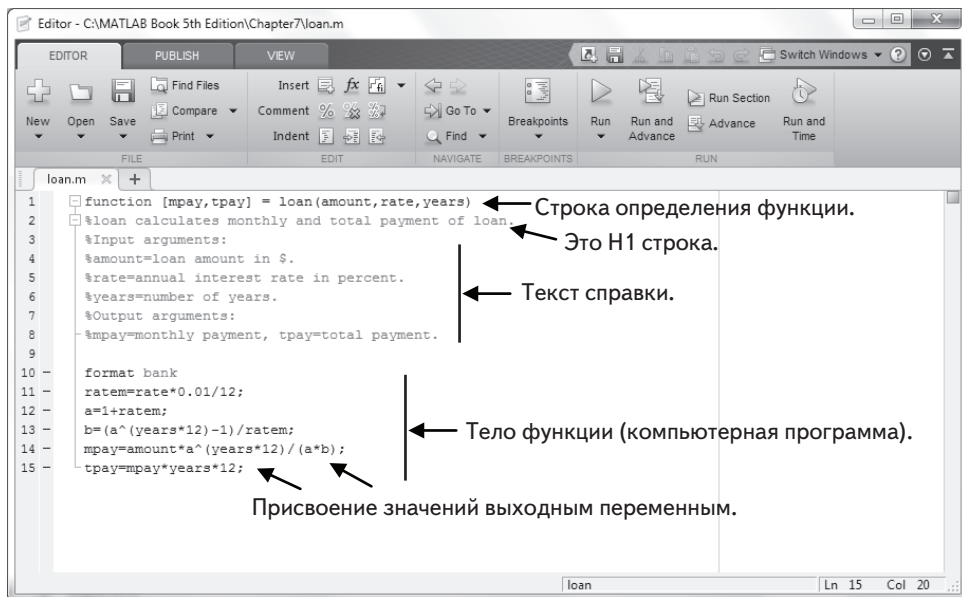 Editor - C:\MATLAB Book 5th Edition\Chapter7\loan.m
EDITOR PUBLISH VIEW Switch Windows
Find Files Insert fx
New Open Save Compare Comment Go To Breakpoints Run Run and Advance Run Section Advance Run and Time
Print Indent Find
FILE EDIT NAVIGATE BREAKPOINTS RUN
loan.m × +
1 function [mpay,tpay] = loan(amount,rate,years) Строка определения функции.
2 %loan calculates monthly and total payment of loan.
3 %Input arguments: Это H1 строка.
4 %amount=loan amount in $.
5 %rate=annual interest rate in percent.
6 %years=number of years. Текст справки.
7 %Output arguments:
8 %mpay=monthly payment, tpay=total payment.
9
10 – format bank
11 – ratem=rate*0.01/12;
12 – a=1+ratem;
13 – b=(a^(years*12)-1)/ratem; Тело функции (компьютерная программа).
14 – mpay=amount*a^(years*12)/(a*b);
15 – tpay=mpay*years*12;
Присвоение значений выходным переменным.
loan Ln 15 Col 20